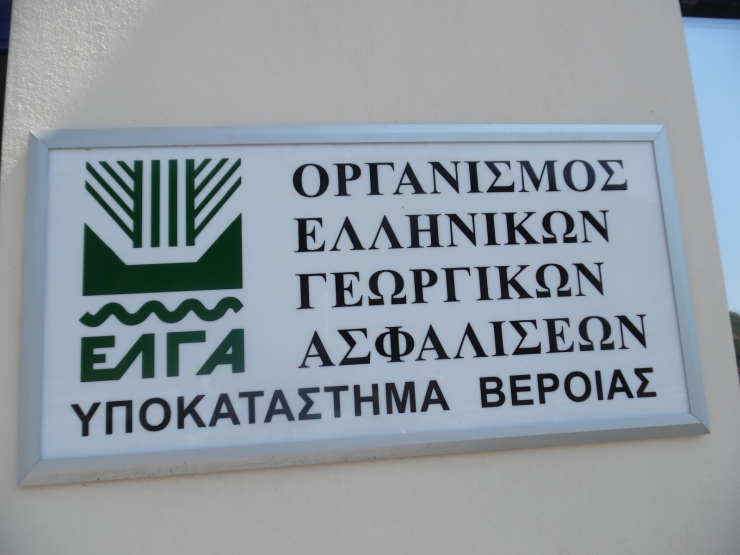 ΕΛΓΑ
ΟΡΓΑΝΙΣΜΟΣ
ΕΛΛΗΝΙΚΩΝ
ΓΕΩΡΓΙΚΩΝ
ΑΣΦΑΛΙΣΕΩΝ
ΥΠΟΚΑΤΑΣΤΗΜΑ ΒΕΡΟΙΑΣ